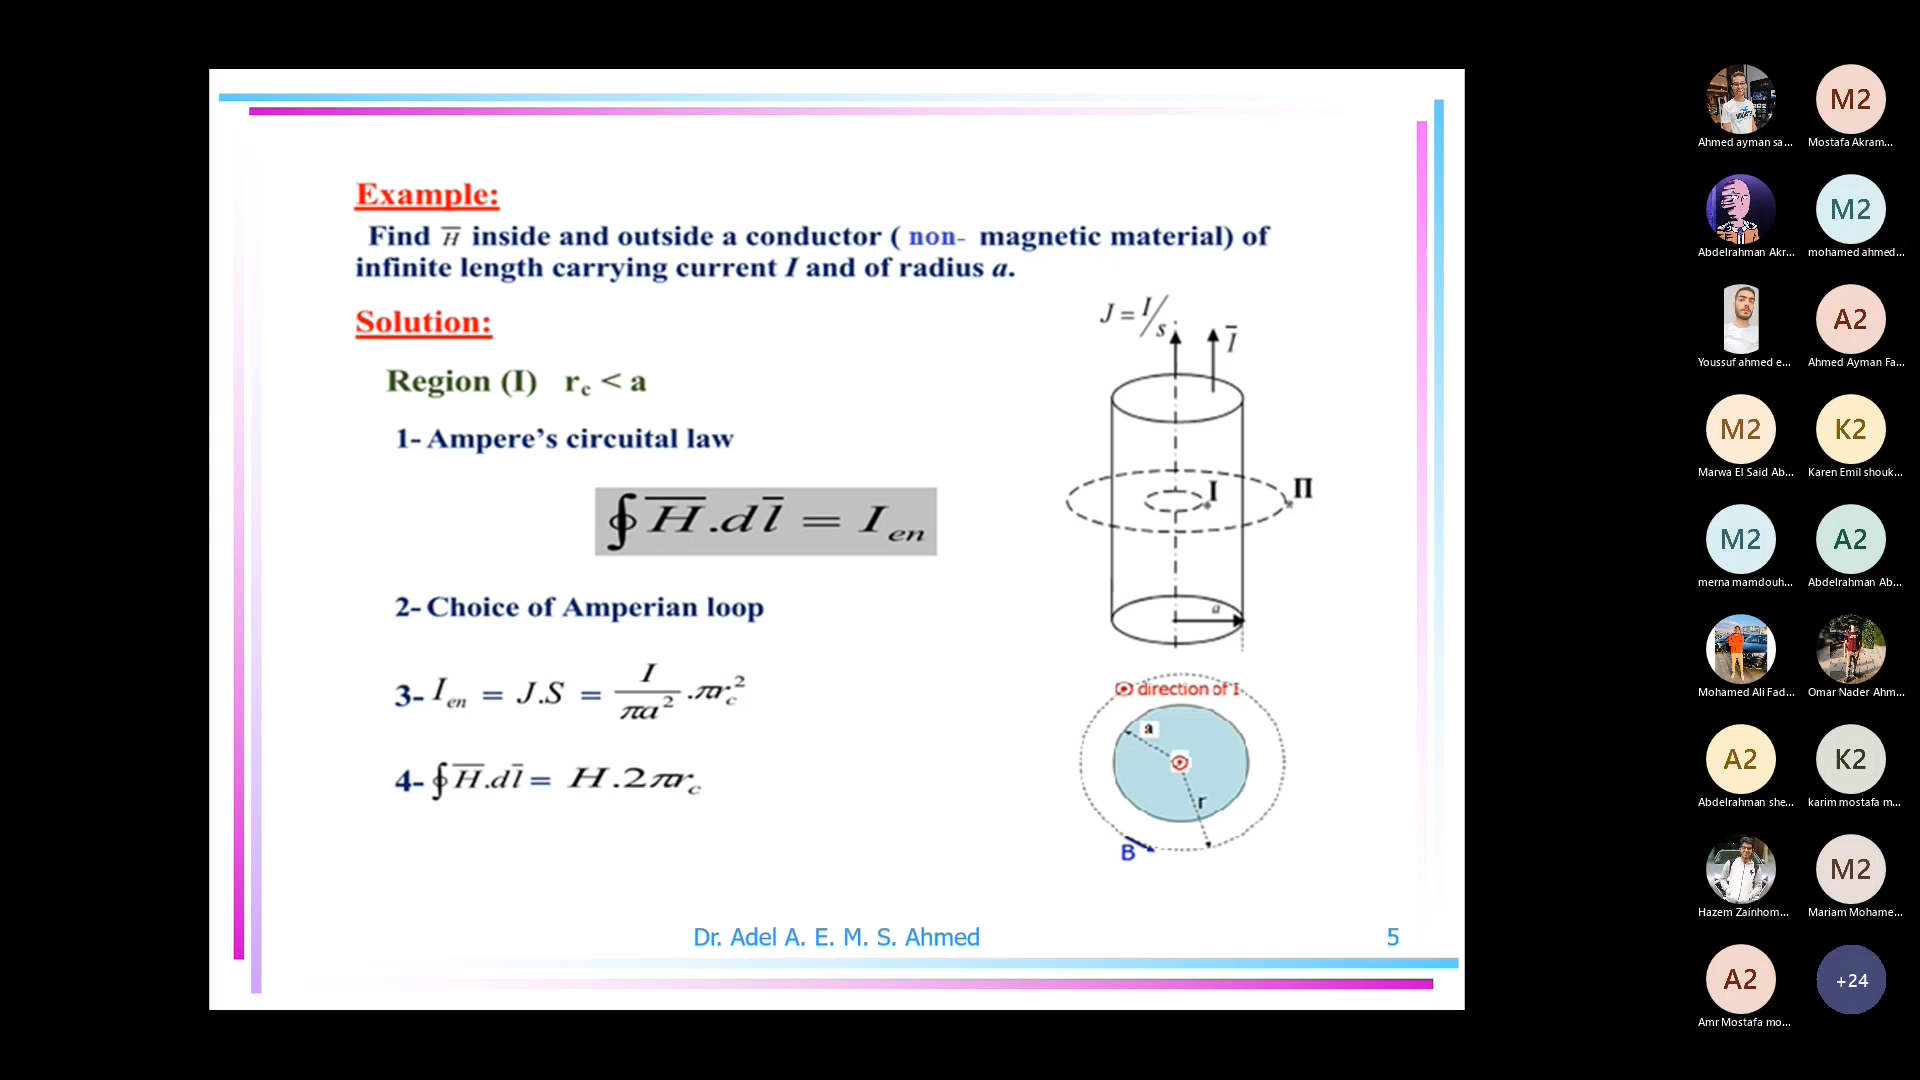 Example:
Find H̅ inside and outside a conductor ( non- magnetic material) of
infinite length carrying current I and of radius a.
Solution:
J = I/s
I̅
Region (I) r_c < a
1- Ampere's circuital law
I
II
∮ H̅.dl̅ = I_en
2- Choice of Amperian loop
a
3- I_en = J.S = I/(πa²) .πr_c²
direction of I
a
4- ∮ H̅.dl̅ = H.2πr_c
r
B
Dr. Adel A. E. M. S. Ahmed
5
Ahmed ayman sa...
M2
Mostafa Akram...
Abdelrahman Akr...
M2
mohamed ahmed...
Youssuf ahmed e...
A2
Ahmed Ayman Fa...
M2
Marwa El Said Ab...
K2
Karen Emil shouk...
M2
merna mamdouh...
A2
Abdelrahman Ab...
Mohamed Ali Fad...
Omar Nader Ahm...
A2
Abdelrahman she...
K2
karim mostafa m...
Hazem Zainhom...
M2
Mariam Mohame...
A2
Amr Mostafa mo...
+24